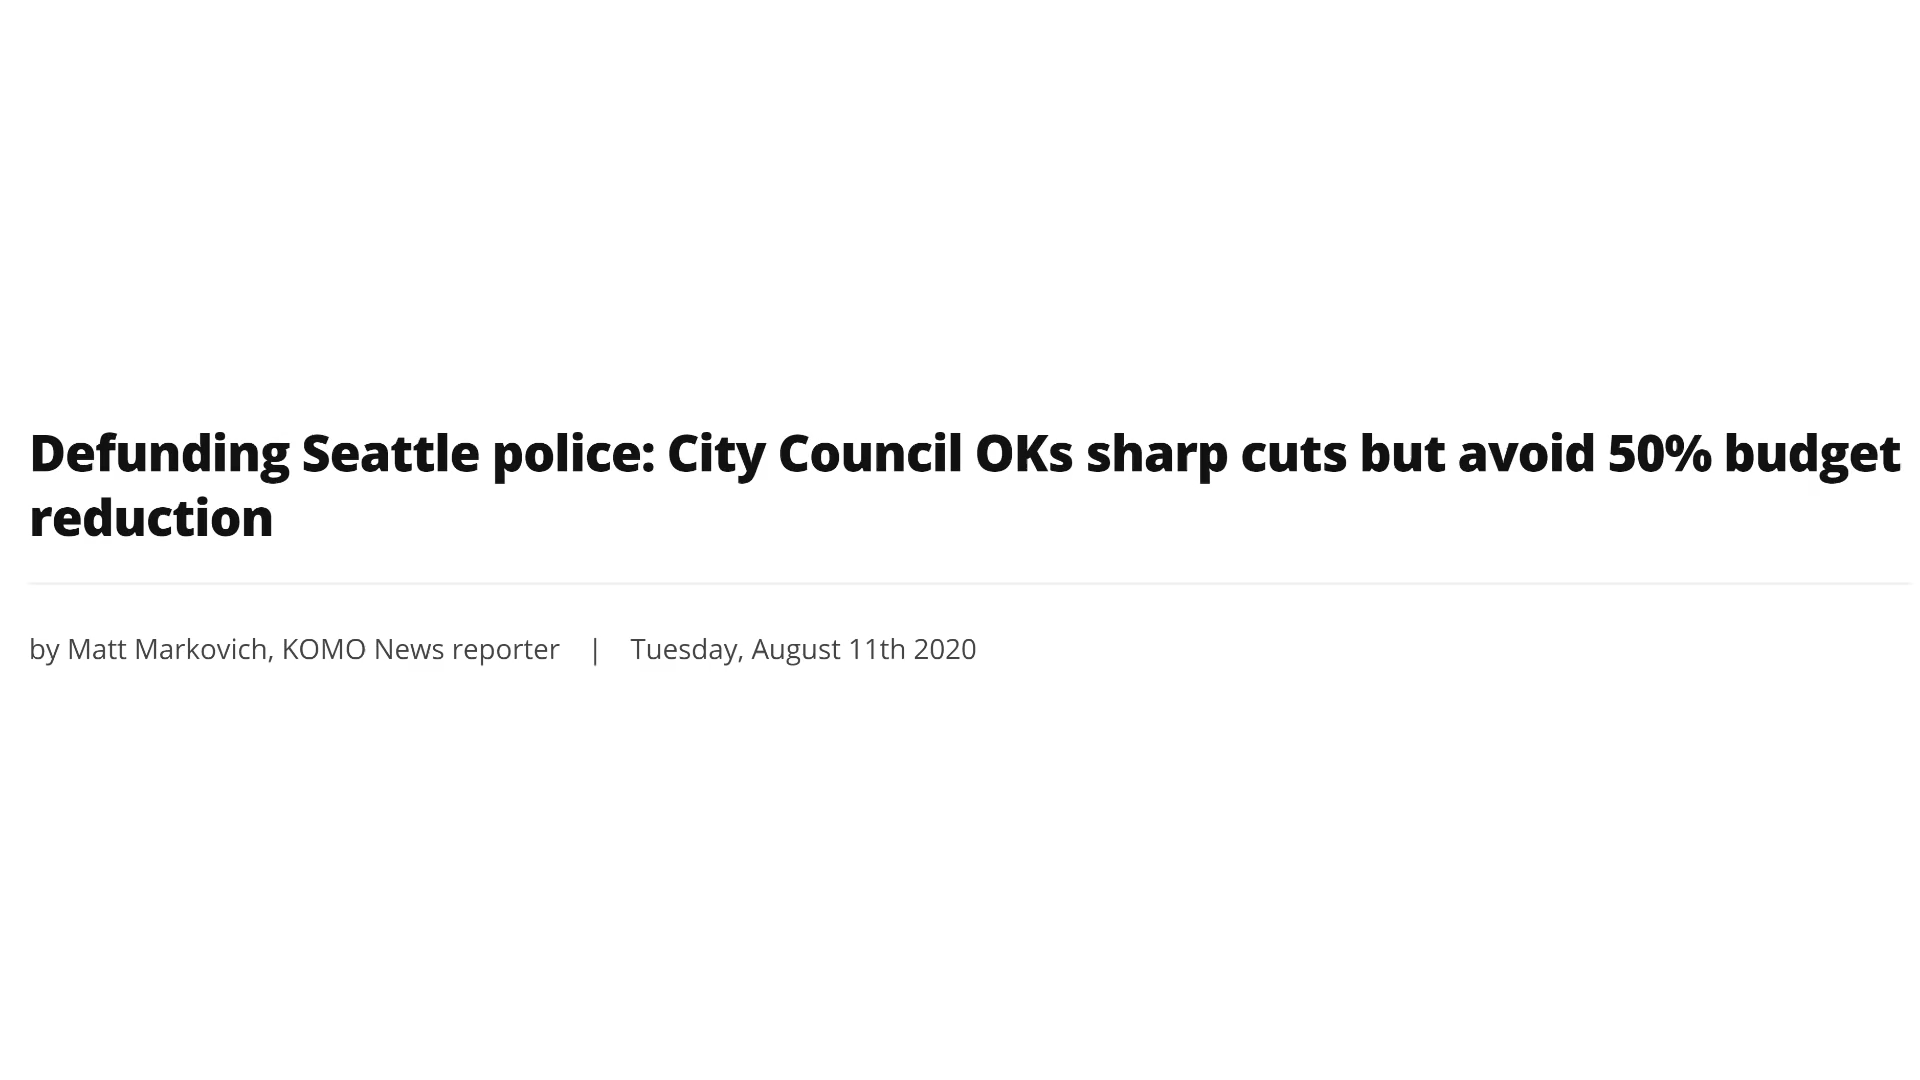 Defunding Seattle police: City Council OKs sharp cuts but avoid 50% budget
reduction
by Matt Markovich, KOMO News reporter | Tuesday, August 11th 2020